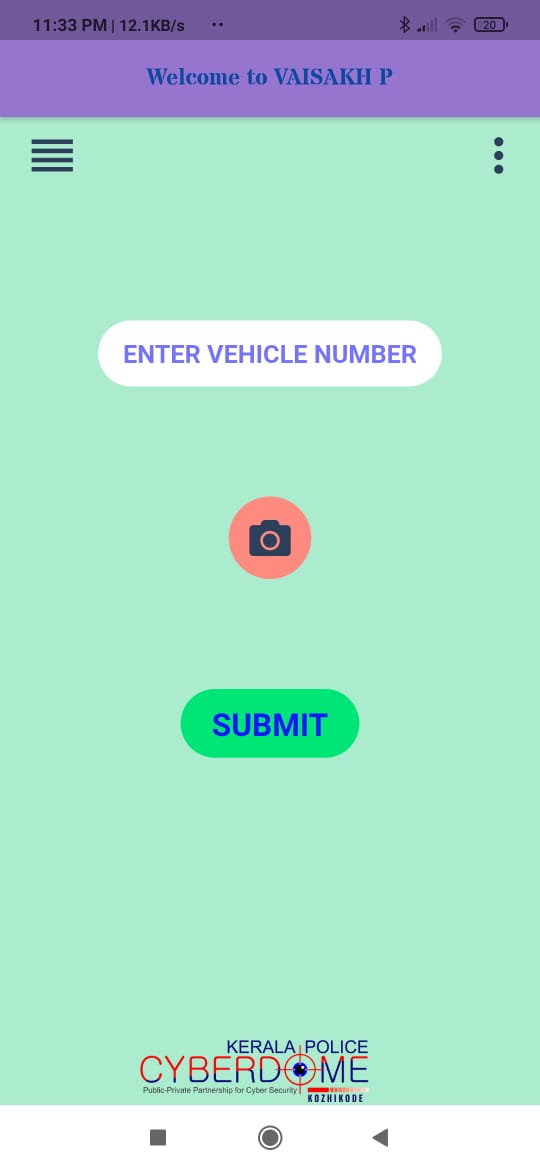 11:33 PM | 12.1KB/s ··
20
Welcome to VAISAKH P
ENTER VEHICLE NUMBER
SUBMIT
KERALA POLICE
CYBERDOME
Public-Private Partnership for Cyber Security
KOZHIKODE